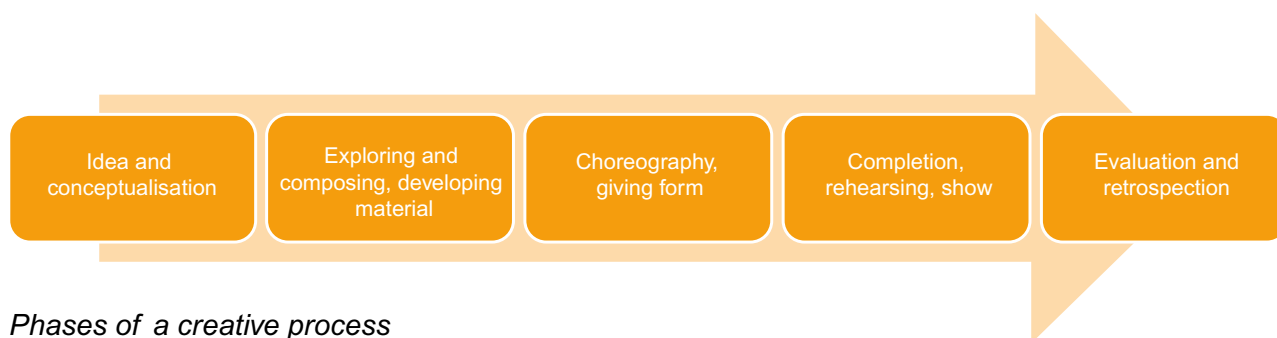 Idea and
conceptualisation
Exploring and
composing, developing
material
Choreography,
giving form
Completion,
rehearsing, show
Evaluation and
retrospection
Phases of a creative process